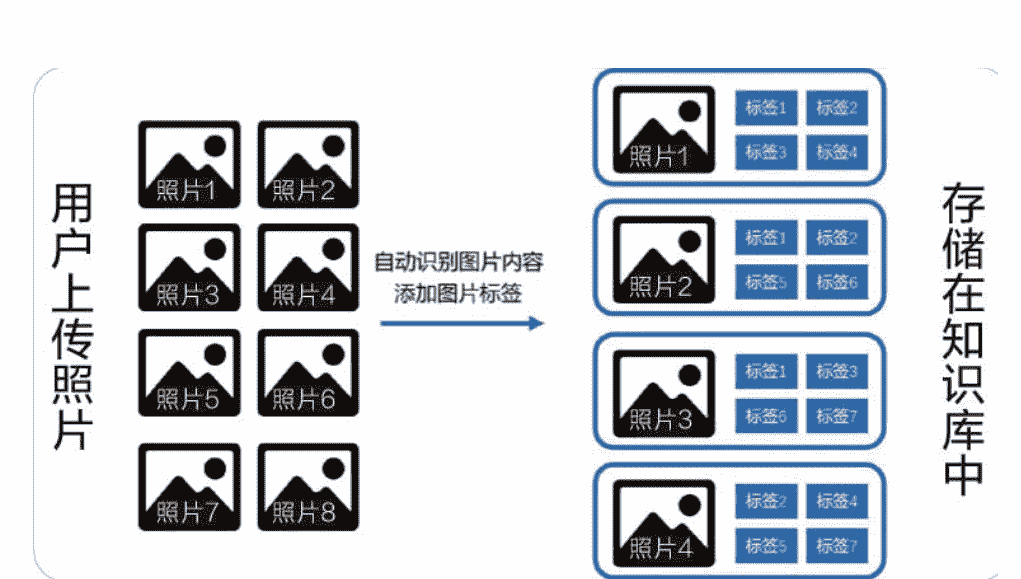 用户上传照片
照片1
照片2
照片3
照片4
照片5
照片6
照片7
照片8
自动识别图片内容
添加图片标签
照片1
标签1
标签2
标签3
标签4
照片2
标签1
标签2
标签5
标签6
照片3
标签1
标签3
标签6
标签7
照片4
标签2
标签4
标签5
标签7
存储在知识库中